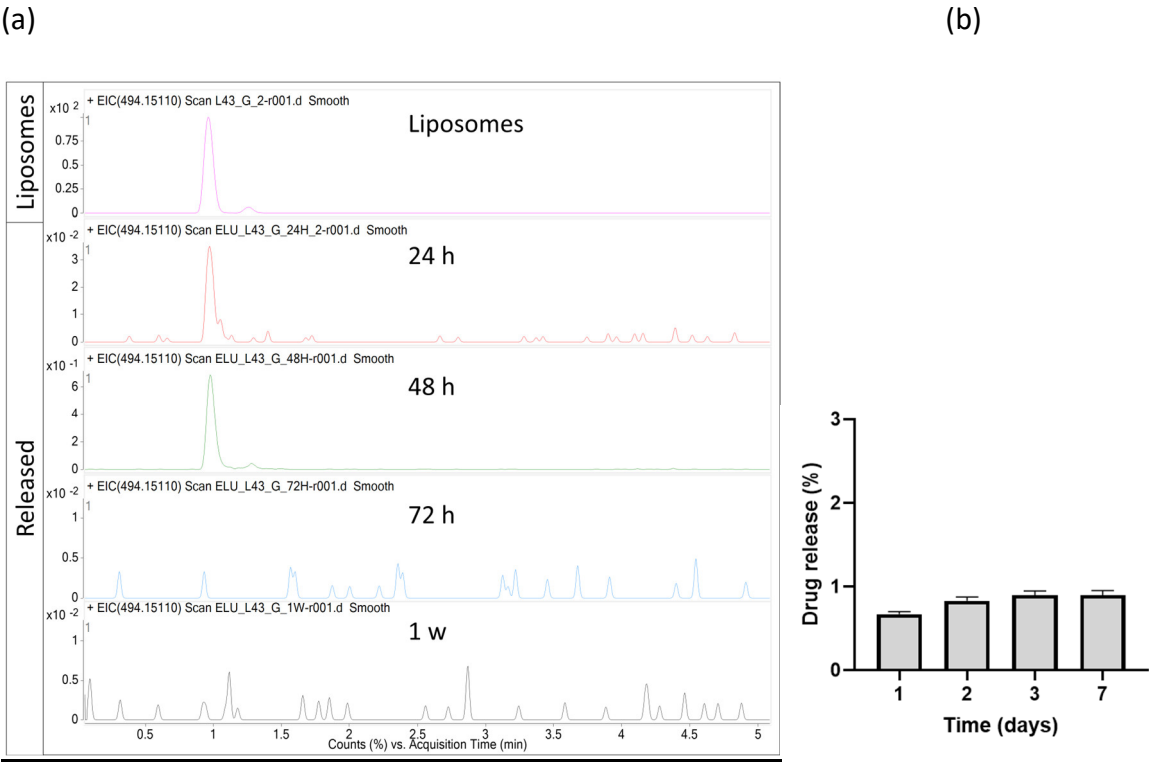 (a)
(b)
Liposomes
Released
+ EIC(494.15110) Scan L43_G_2-r001.d Smooth
x10 2
1
Liposomes
0.75
0.5
0.25
0
+ EIC(494.15110) Scan ELU_L43_G_24H_2-r001.d Smooth
x10 -2
1
24 h
3
2
1
0
+ EIC(494.15110) Scan ELU_L43_G_48H-r001.d Smooth
x10 -1
1
48 h
6
4
2
0
+ EIC(494.15110) Scan ELU_L43_G_72H-r001.d Smooth
x10 -2
1
72 h
1
0.5
0
+ EIC(494.15110) Scan ELU_L43_G_1W-r001.d Smooth
x10 -2
1
1 w
1
0.5
0
0.5 1 1.5 2 2.5 3 3.5 4 4.5 5
Counts (%) vs. Acquisition Time (min)
Drug release (%)
3
2
1
0
1 2 3 7
Time (days)